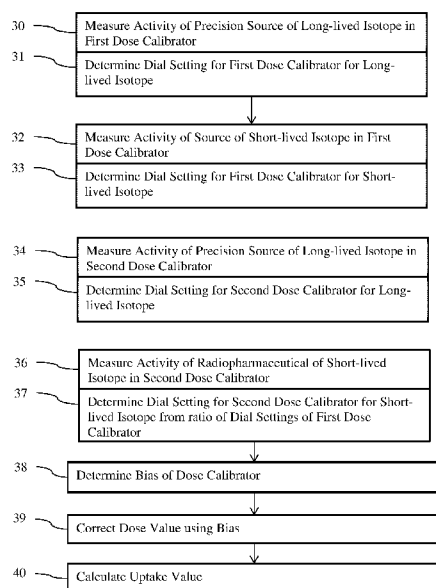 30
Measure Activity of Precision Source of Long-lived Isotope in
First Dose Calibrator
31
Determine Dial Setting for First Dose Calibrator for Long-
lived Isotope
32
Measure Activity of Source of Short-lived Isotope in First
Dose Calibrator
33
Determine Dial Setting for First Dose Calibrator for Short-
lived Isotope
34
Measure Activity of Precision Source of Long-lived Isotope in
Second Dose Calibrator
35
Determine Dial Setting for Second Dose Calibrator for Long-
lived Isotope
36
Measure Activity of Radiopharmaceutical of Short-lived
Isotope in Second Dose Calibrator
37
Determine Dial Setting for Second Dose Calibrator for Short-
lived Isotope from ratio of Dial Settings of First Dose
Calibrator
38
Determine Bias of Dose Calibrator
39
Correct Dose Value using Bias
40
Calculate Uptake Value